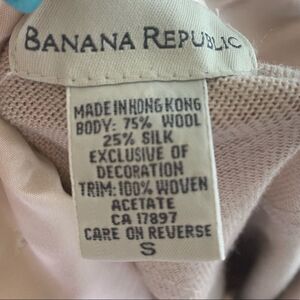 BANANA REPUBLIC
MADE IN HONG KONG
BODY: 75% WOOL
25% SILK
EXCLUSIVE OF
DECORATION
TRIM: 100% WOVEN
ACETATE
CA 17897
CARE ON REVERSE
S